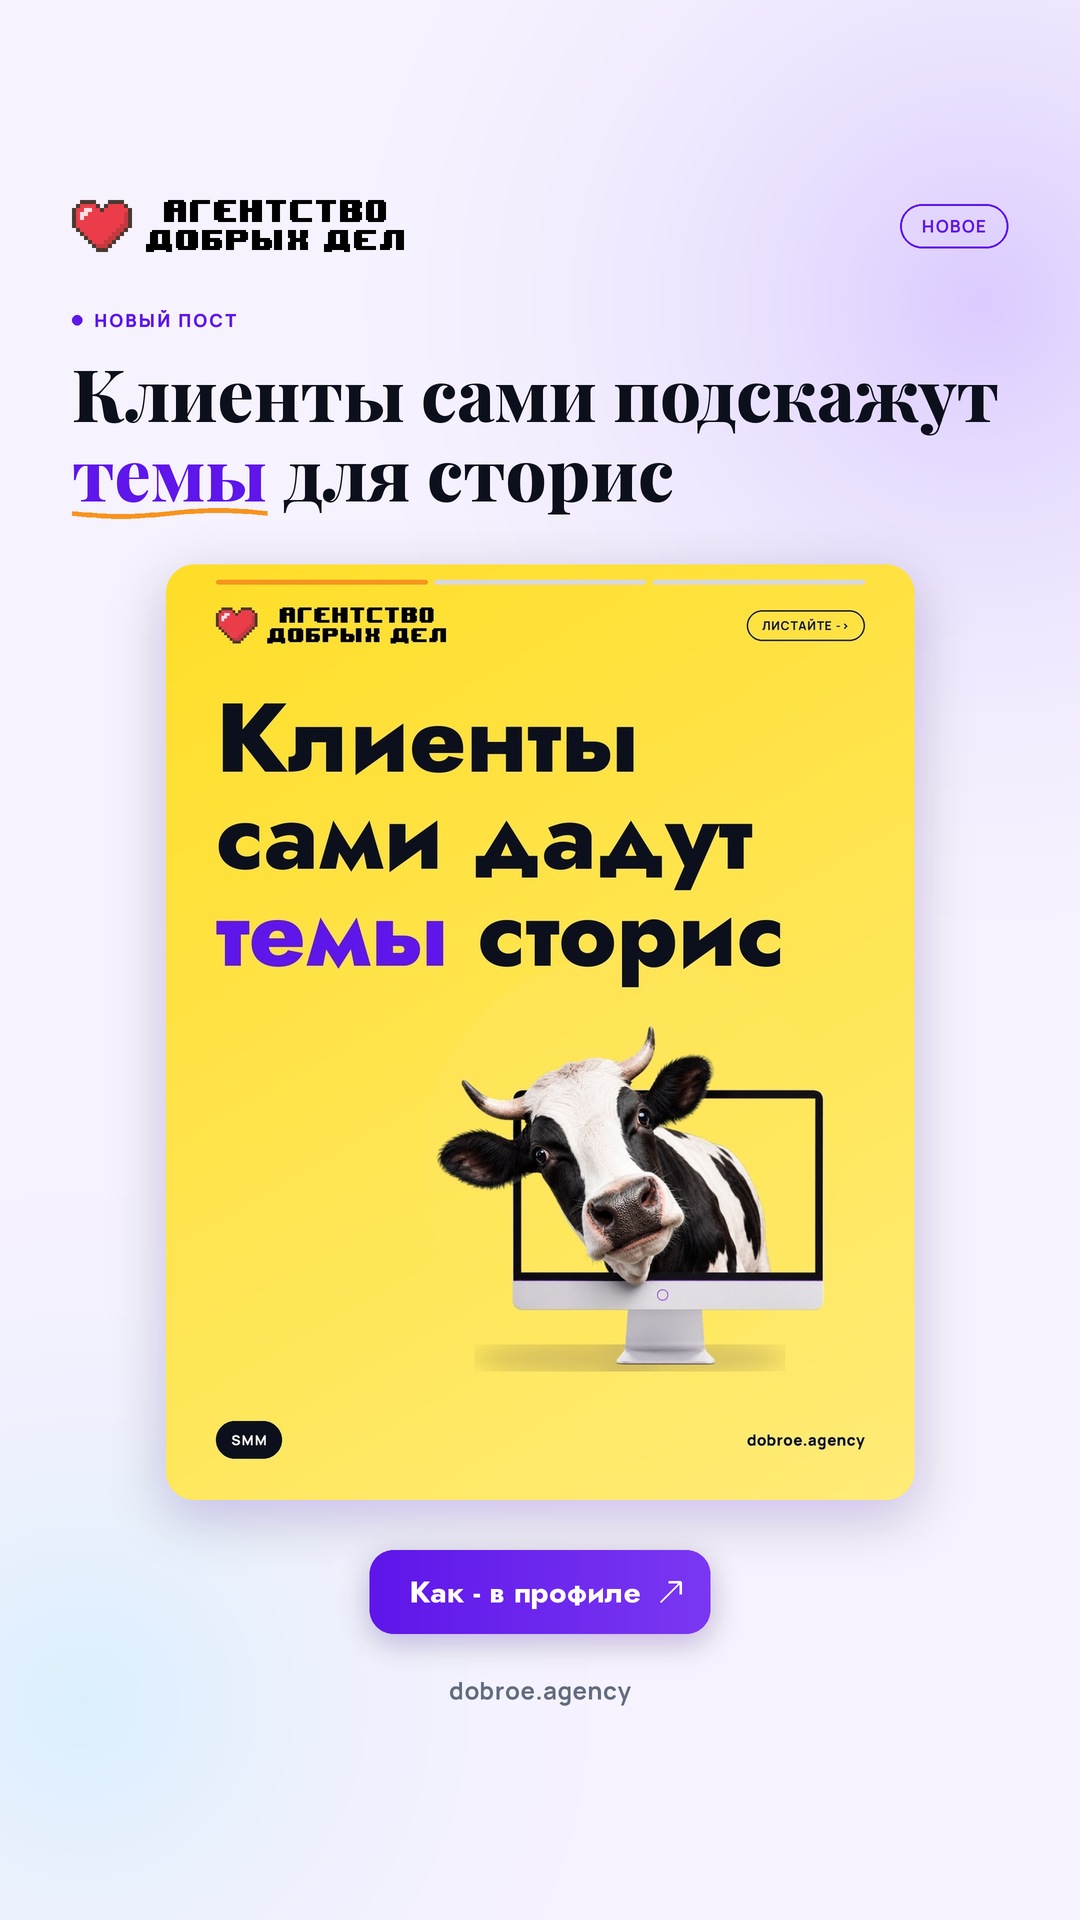 АГЕНТСТВО
ДОБРЫХ ДЕЛ
НОВОЕ
НОВЫЙ ПОСТ
Клиенты сами подскажут
темы для сторис
АГЕНТСТВО
ДОБРЫХ ДЕЛ
ЛИСТАЙТЕ ->
Клиенты
сами дадут
темы сторис
SMM
dobroe.agency
Как - в профиле ↗
dobroe.agency